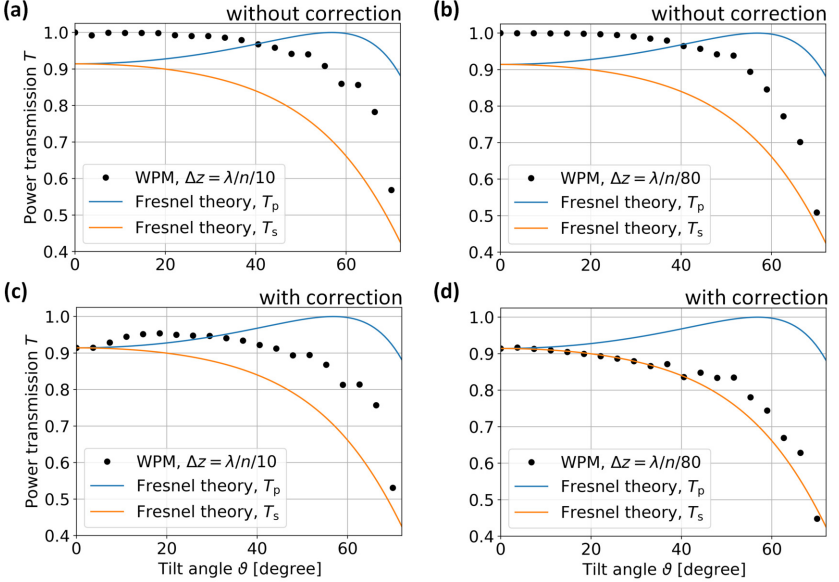 (a)
without correction
Power transmission T
1.0
0.9
0.8
0.7
0.6
0.5
0.4
0
20
40
60
WPM, Δz = λ/n/10
Fresnel theory, Tp
Fresnel theory, Ts
(b)
without correction
1.0
0.9
0.8
0.7
0.6
0.5
0.4
0
20
40
60
WPM, Δz = λ/n/80
Fresnel theory, Tp
Fresnel theory, Ts
(c)
with correction
Power transmission T
1.0
0.9
0.8
0.7
0.6
0.5
0.4
0
20
40
60
Tilt angle ϑ [degree]
WPM, Δz = λ/n/10
Fresnel theory, Tp
Fresnel theory, Ts
(d)
with correction
1.0
0.9
0.8
0.7
0.6
0.5
0.4
0
20
40
60
Tilt angle ϑ [degree]
WPM, Δz = λ/n/80
Fresnel theory, Tp
Fresnel theory, Ts